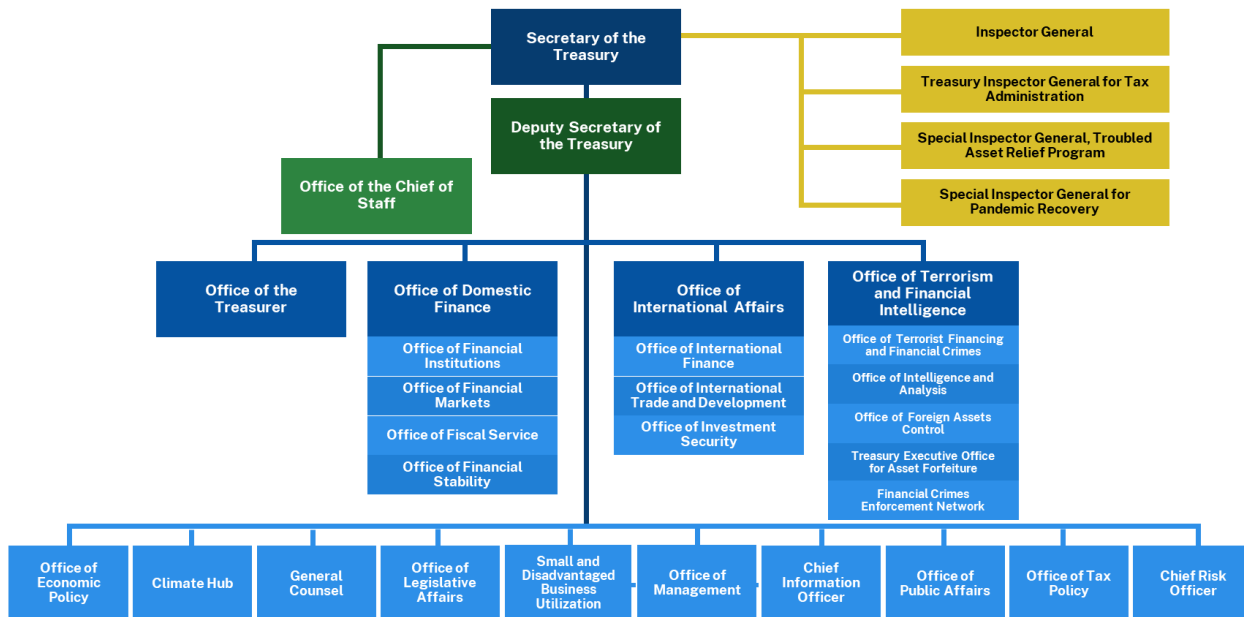 Secretary of the
Treasury
Deputy Secretary of
the Treasury
Office of the Chief of
Staff
Inspector General
Treasury Inspector General for Tax
Administration
Special Inspector General, Troubled
Asset Relief Program
Special Inspector General for
Pandemic Recovery
Office of the
Treasurer
Office of Domestic
Finance
Office of Financial
Institutions
Office of Financial
Markets
Office of Fiscal Service
Office of Financial
Stability
Office of
International Affairs
Office of International
Finance
Office of International
Trade and Development
Office of Investment
Security
Office of Terrorism
and Financial
Intelligence
Office of Terrorist Financing
and Financial Crimes
Office of Intelligence and
Analysis
Office of Foreign Assets
Control
Treasury Executive Office
for Asset Forfeiture
Financial Crimes
Enforcement Network
Office of
Economic
Policy
Climate Hub
General
Counsel
Office of
Legislative
Affairs
Small and
Disadvantaged
Business
Utilization
Office of
Management
Chief
Information
Officer
Office of
Public Affairs
Office of Tax
Policy
Chief Risk
Officer